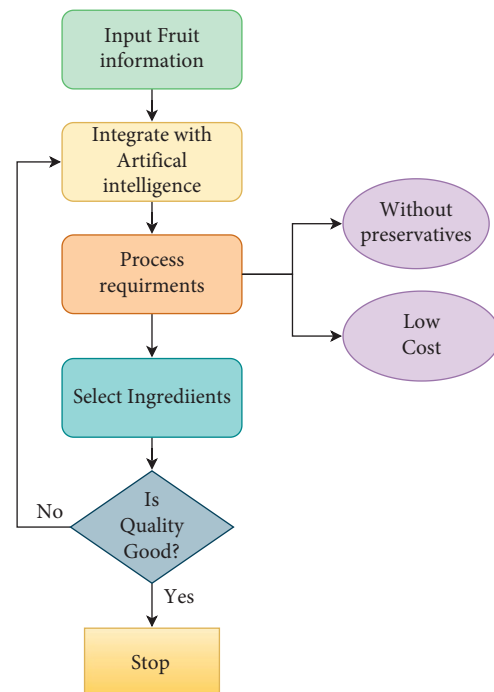 Input Fruit
information
Integrate with
Artifical
intelligence
Without
preservatives
Process
requirments
Low
Cost
Select Ingrediients
Is
Quality
Good?
No
Yes
Stop